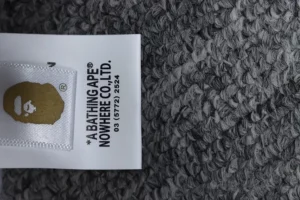 ®
*A BATHING APE®
NOWHERE CO.,LTD.
03 (5772) 2524